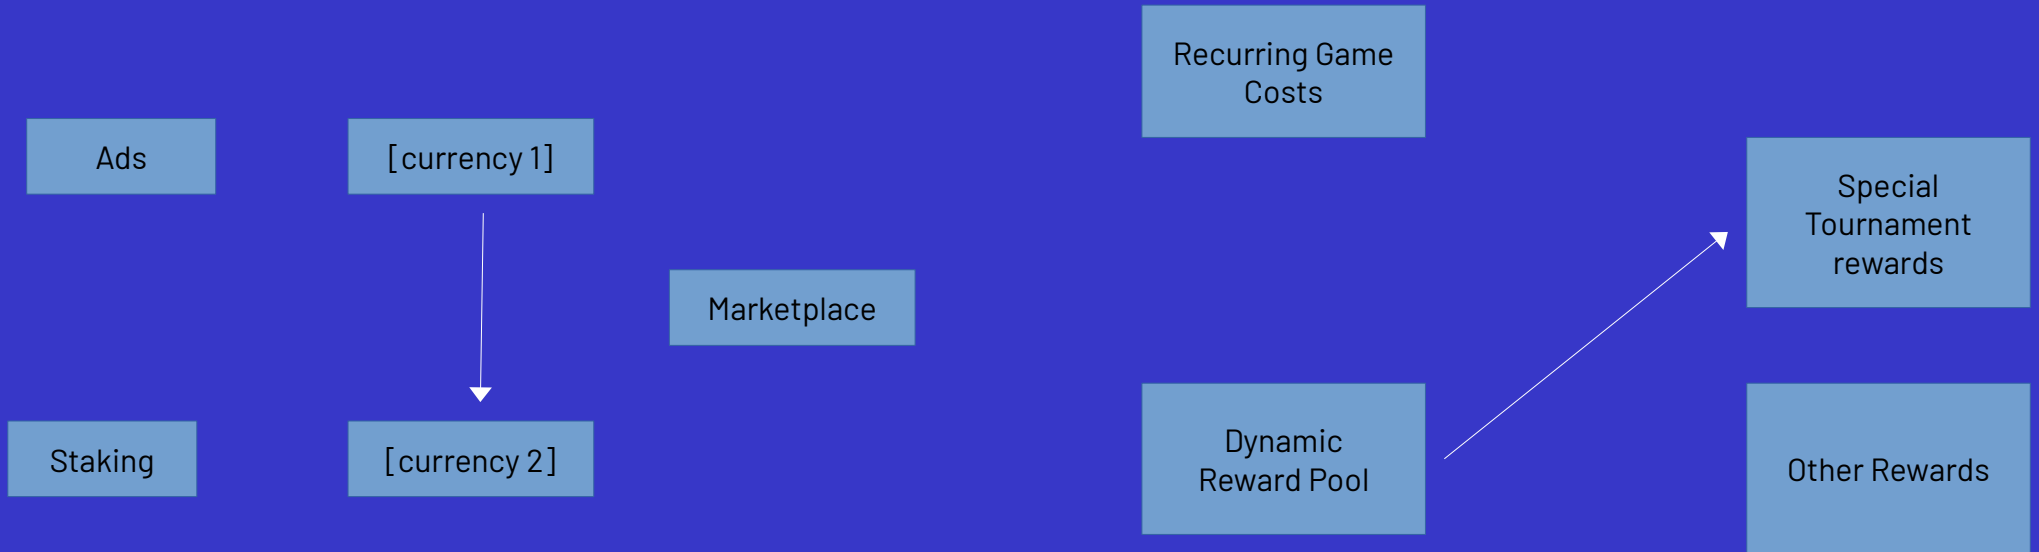 Recurring Game
Costs
Ads
[currency 1]
Special
Tournament
rewards
Marketplace
Dynamic
Reward Pool
Staking
[currency 2]
Other Rewards